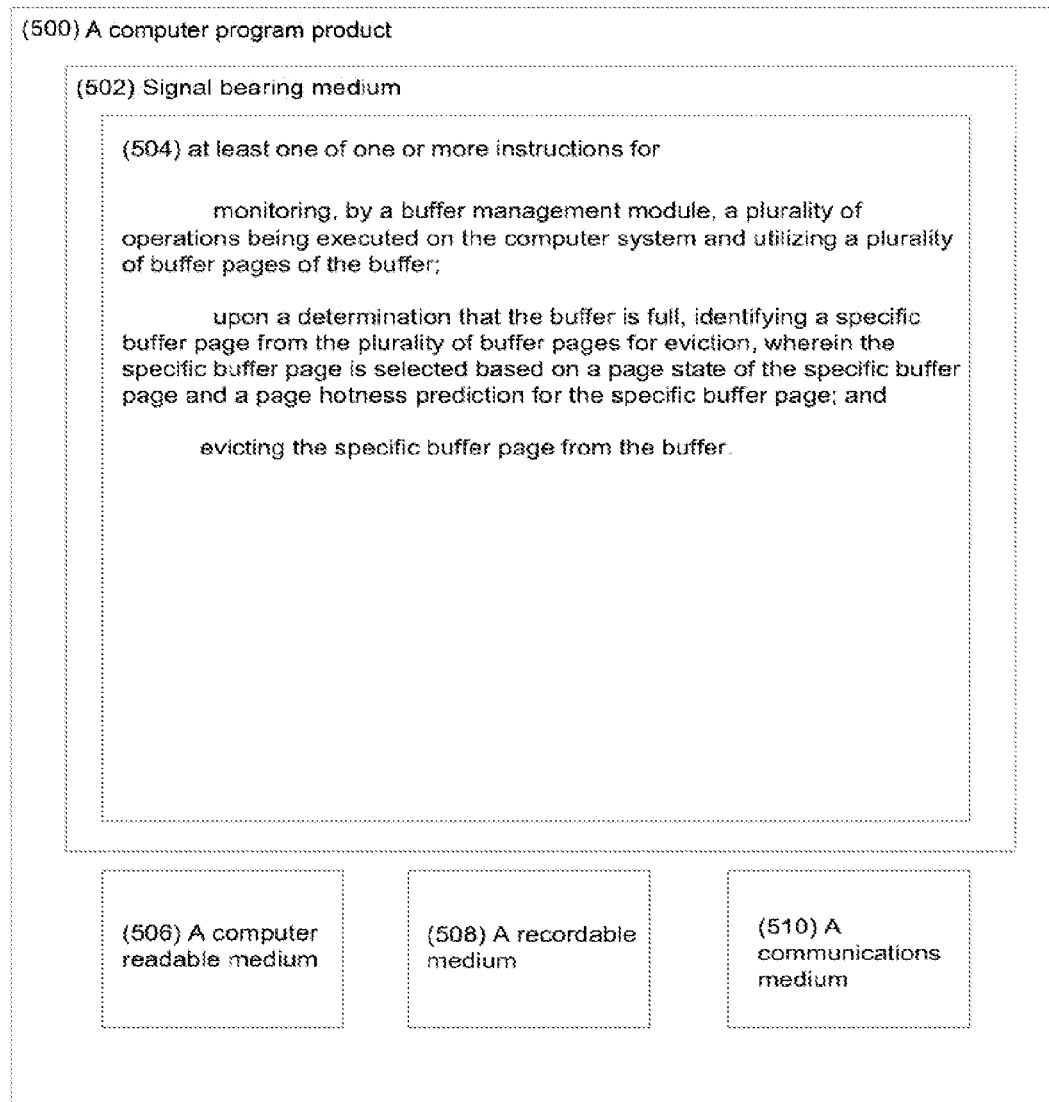 (500) A computer program product
(502) Signal bearing medium
(504) at least one of one or more instructions for
monitoring, by a buffer management module, a plurality of
operations being executed on the computer system and utilizing a plurality
of buffer pages of the buffer;
upon a determination that the buffer is full, identifying a specific
buffer page from the plurality of buffer pages for eviction, wherein the
specific buffer page is selected based on a page state of the specific buffer
page and a page hotness prediction for the specific buffer page; and
evicting the specific buffer page from the buffer.
(506) A computer
readable medium
(508) A recordable
medium
(510) A
communications
medium